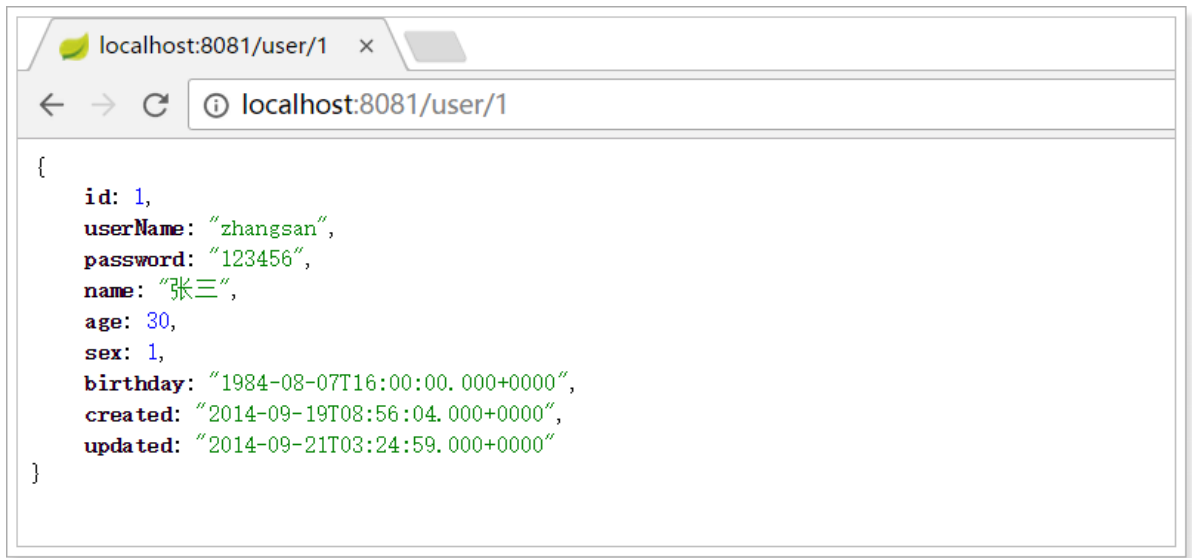 localhost:8081/user/1
localhost:8081/user/1
{
id: 1,
userName: "zhangsan",
password: "123456",
name: "张三",
age: 30,
sex: 1,
birthday: "1984-08-07T16:00:00.000+0000",
created: "2014-09-19T08:56:04.000+0000",
updated: "2014-09-21T03:24:59.000+0000"
}